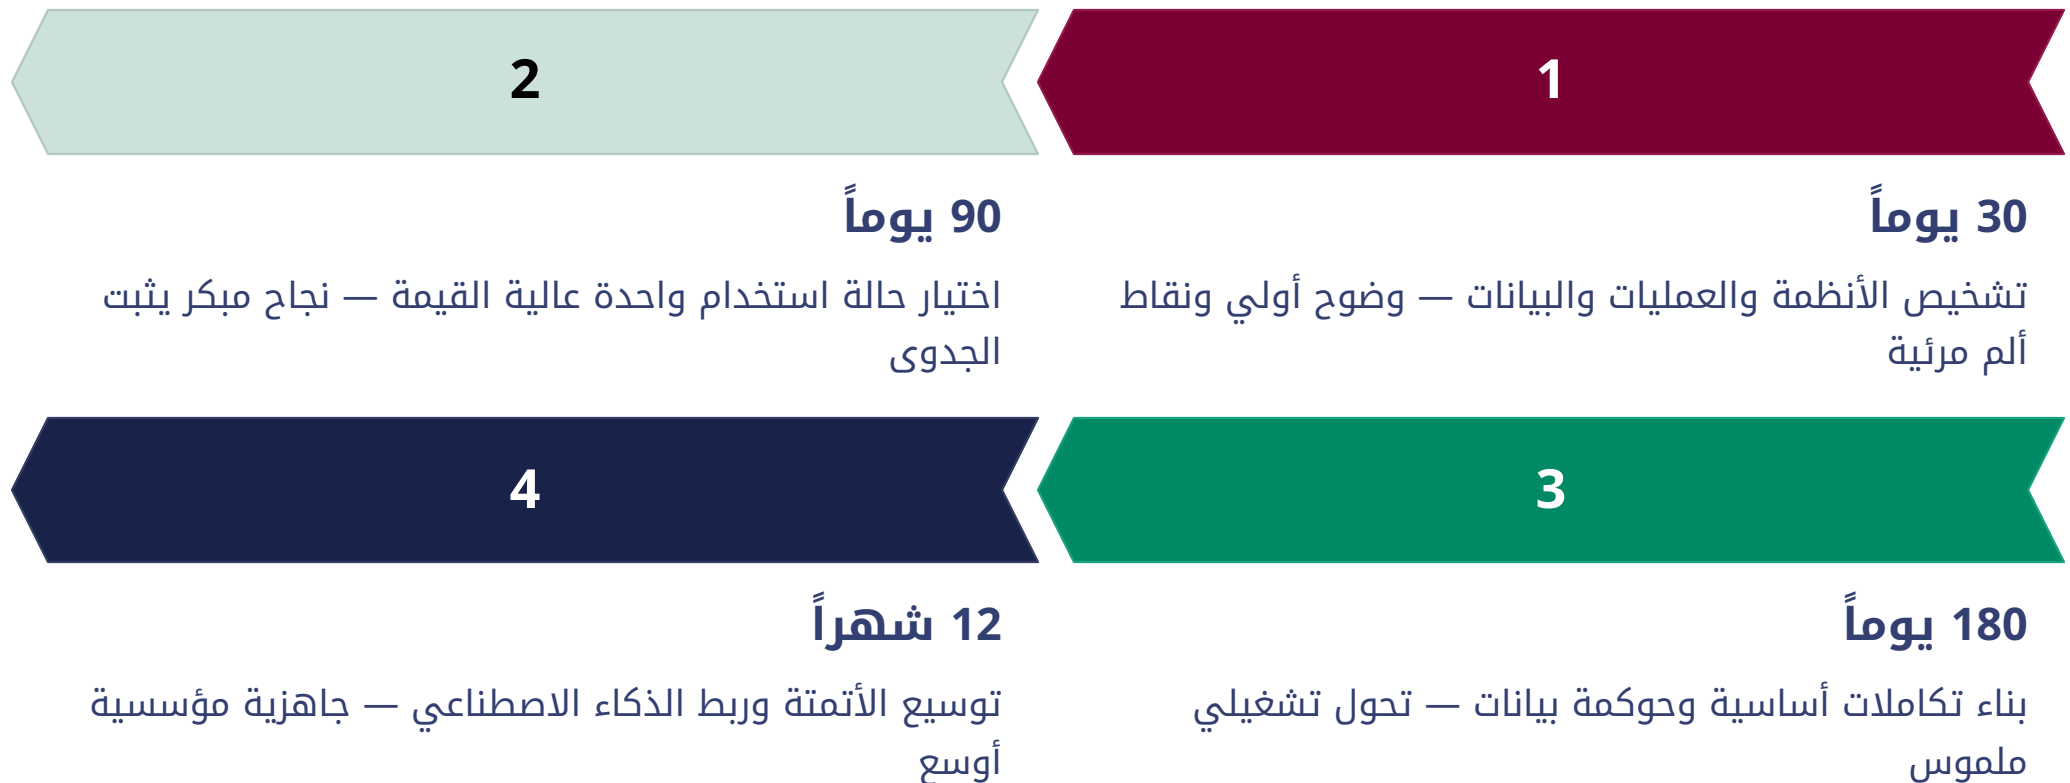 1
30 يوماً
تشخيص الأنظمة والعمليات والبيانات — وضوح أولي ونقاط
ألم مرئية
2
90 يوماً
اختيار حالة استخدام واحدة عالية القيمة — نجاح مبكر يثبت
الجدوى
3
180 يوماً
بناء تكاملات أساسية وحوكمة بيانات — تحول تشغيلي
ملموس
4
12 شهراً
توسيع الأتمتة وربط الذكاء الاصطناعي — جاهزية مؤسسية
أوسع